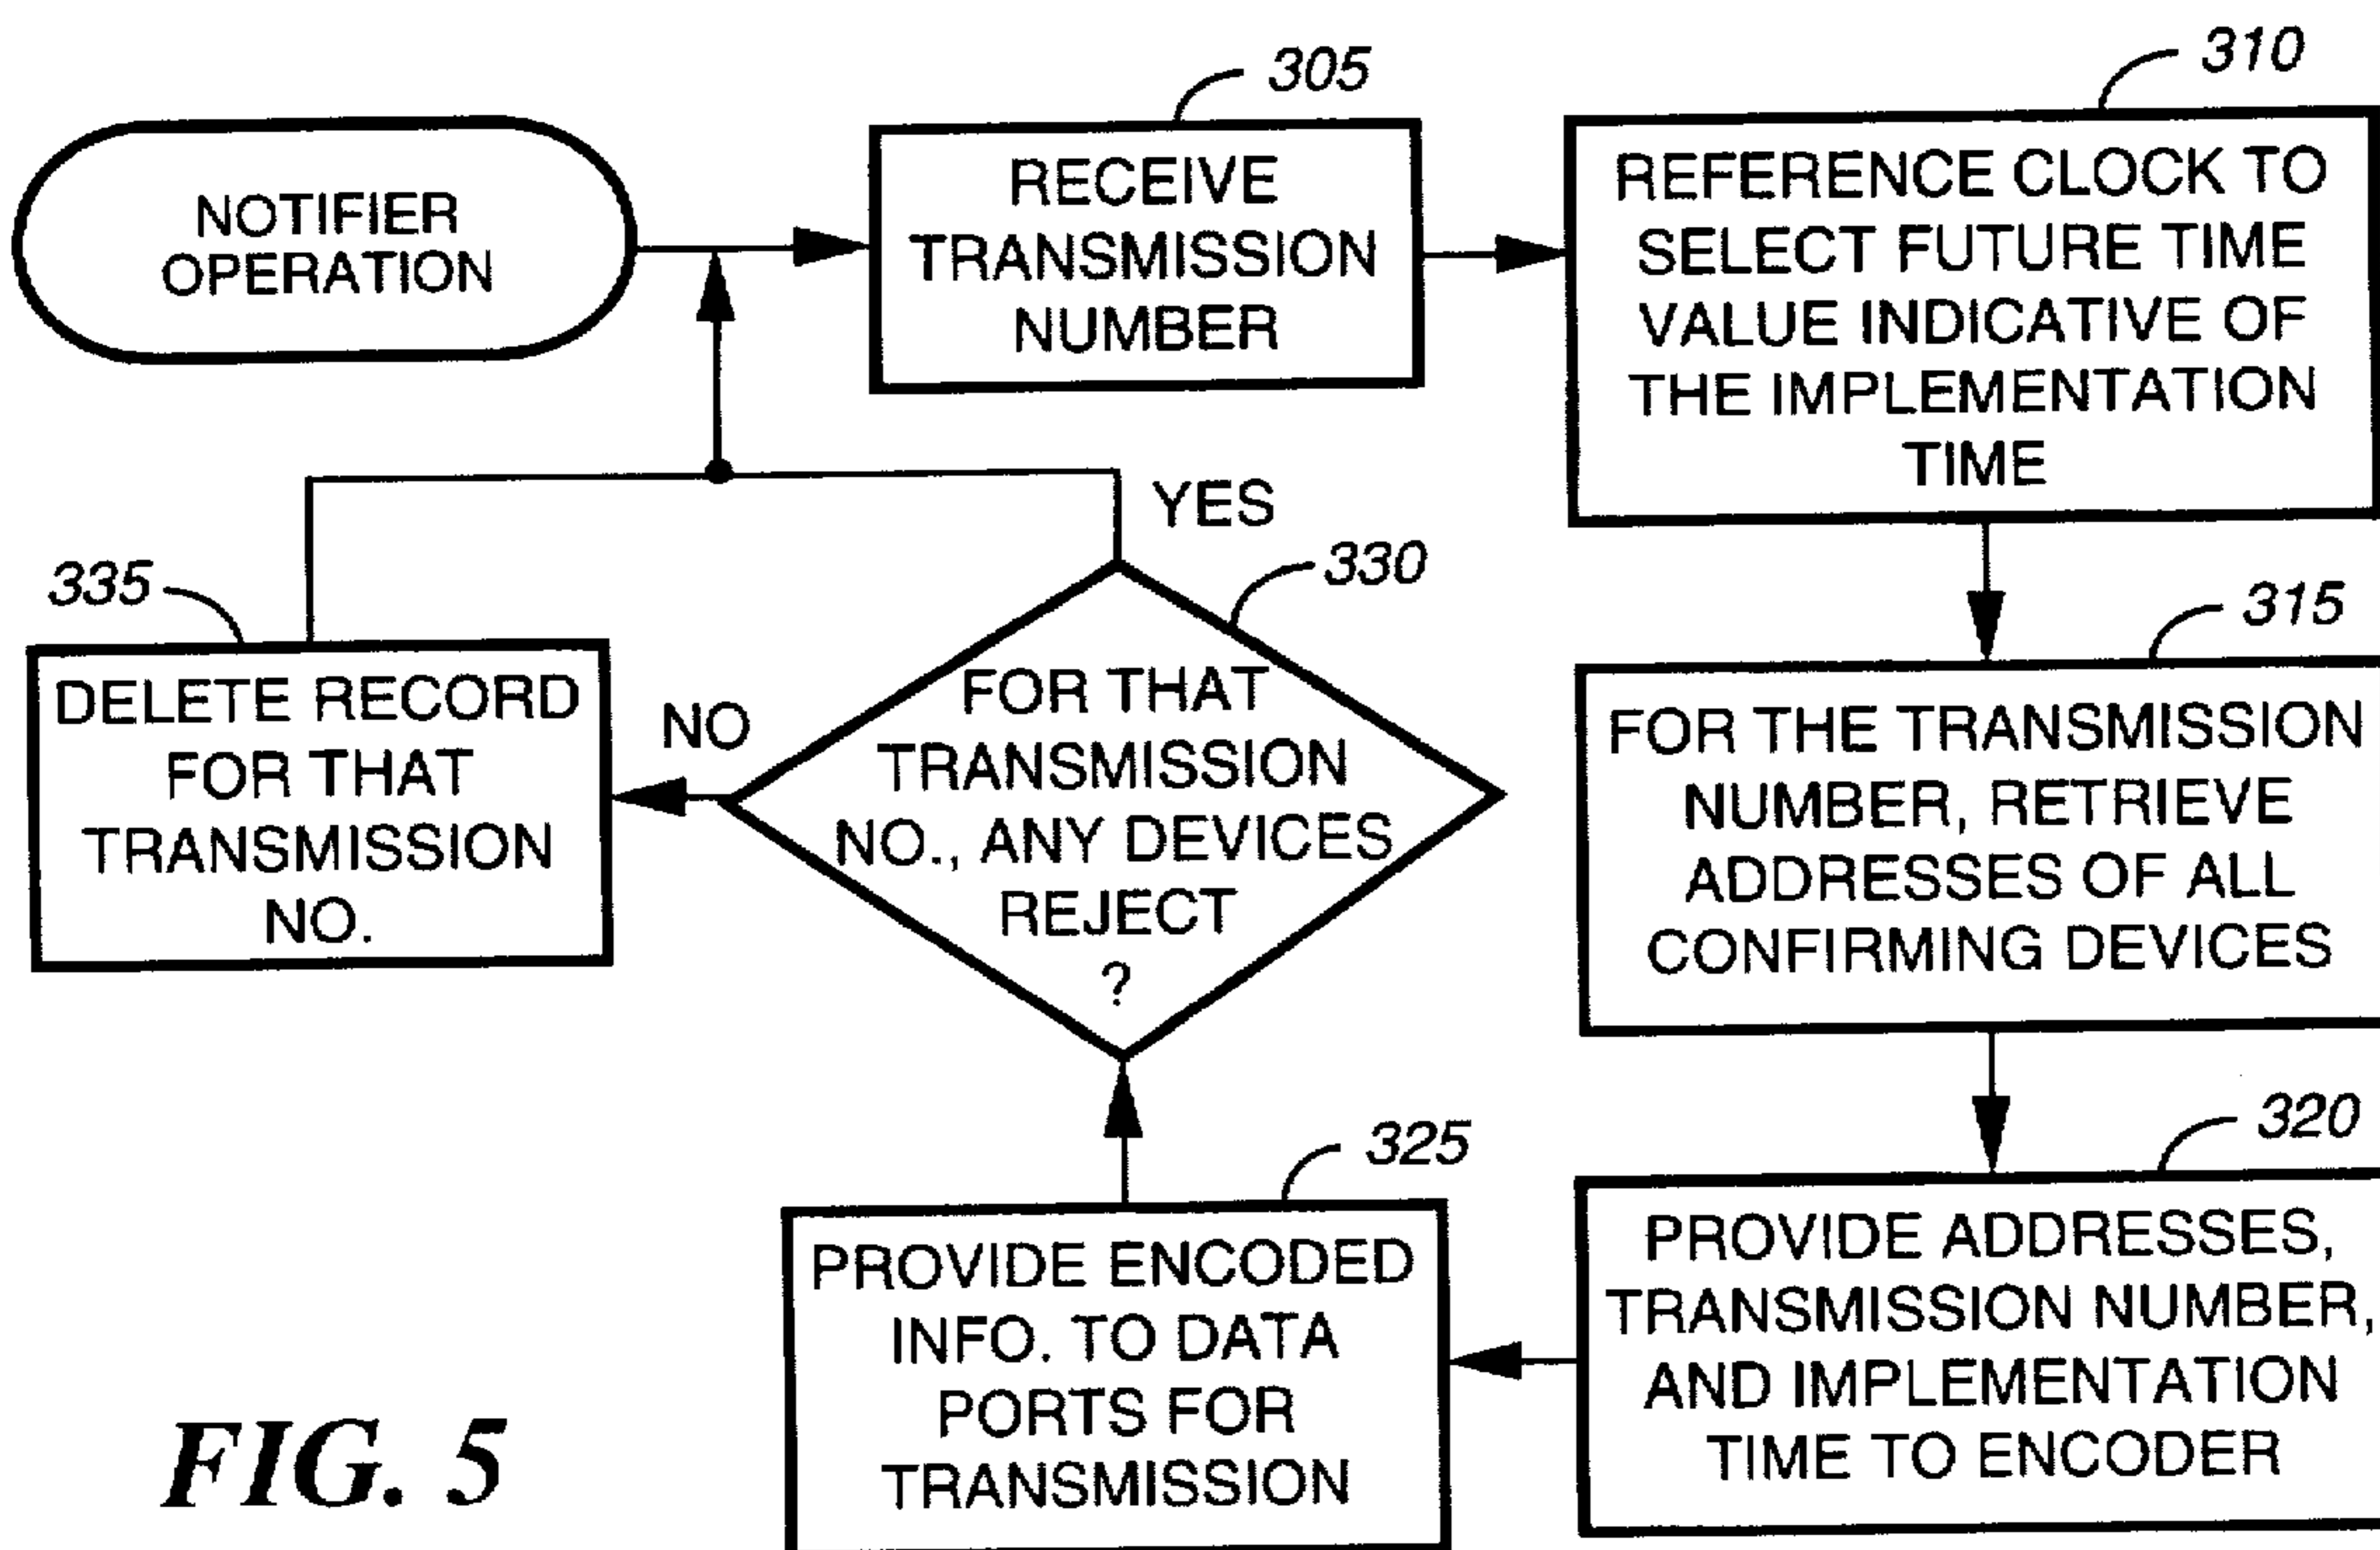 NOTIFIER
OPERATION
305
RECEIVE
TRANSMISSION
NUMBER
310
REFERENCE CLOCK TO
SELECT FUTURE TIME
VALUE INDICATIVE OF
THE IMPLEMENTATION
TIME
315
FOR THE TRANSMISSION
NUMBER, RETRIEVE
ADDRESSES OF ALL
CONFIRMING DEVICES
320
PROVIDE ADDRESSES,
TRANSMISSION NUMBER,
AND IMPLEMENTATION
TIME TO ENCODER
325
PROVIDE ENCODED
INFO. TO DATA
PORTS FOR
TRANSMISSION
330
FOR THAT
TRANSMISSION
NO., ANY DEVICES
REJECT
?
YES
NO
335
DELETE RECORD
FOR THAT
TRANSMISSION
NO.
FIG. 5